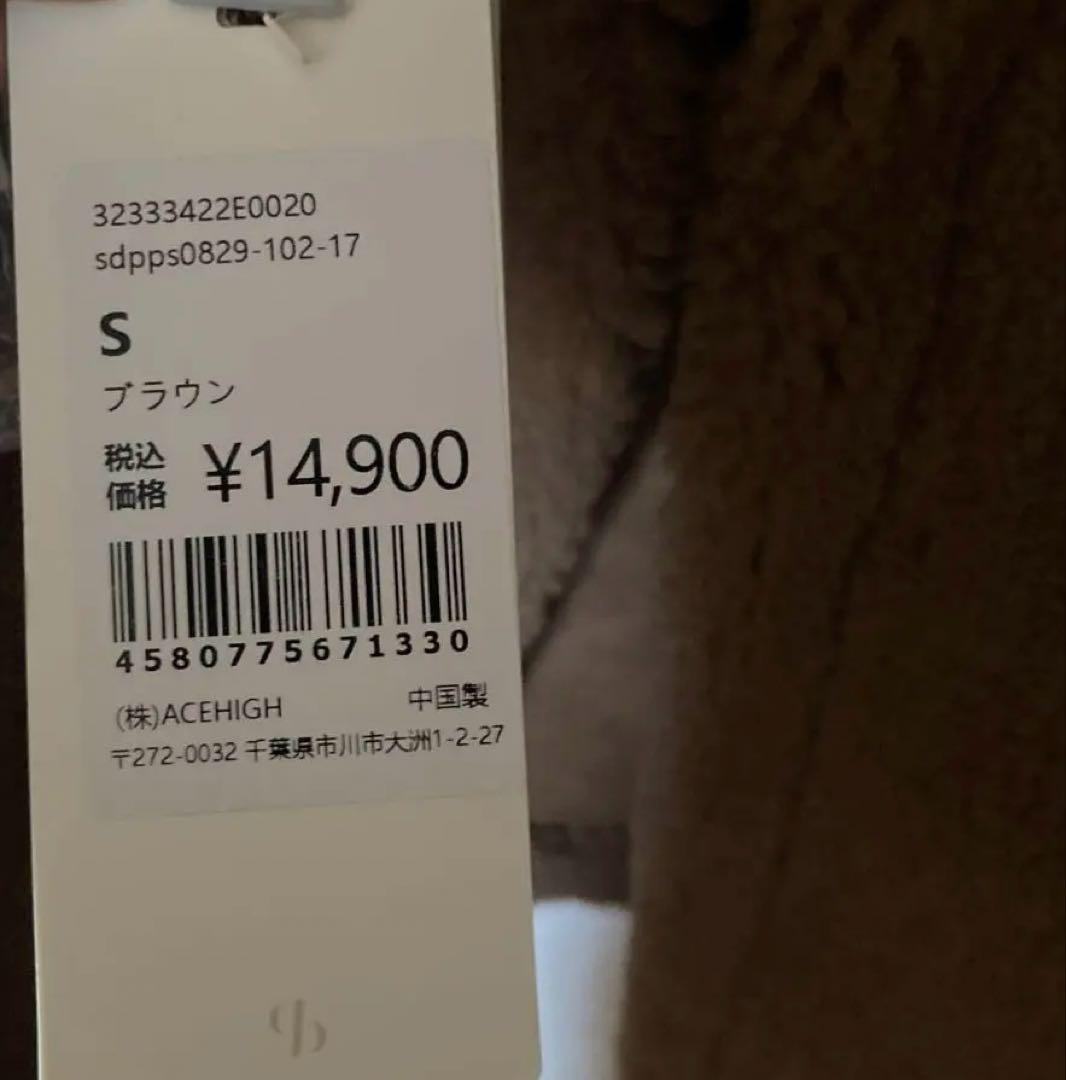 32333422E0020
sdpps0829-102-17
S
ブラウン
税込
価格 ¥14,900
4580775671330
(株)ACEHIGH 中国製
〒272-0032 千葉県市川市大洲1-2-27